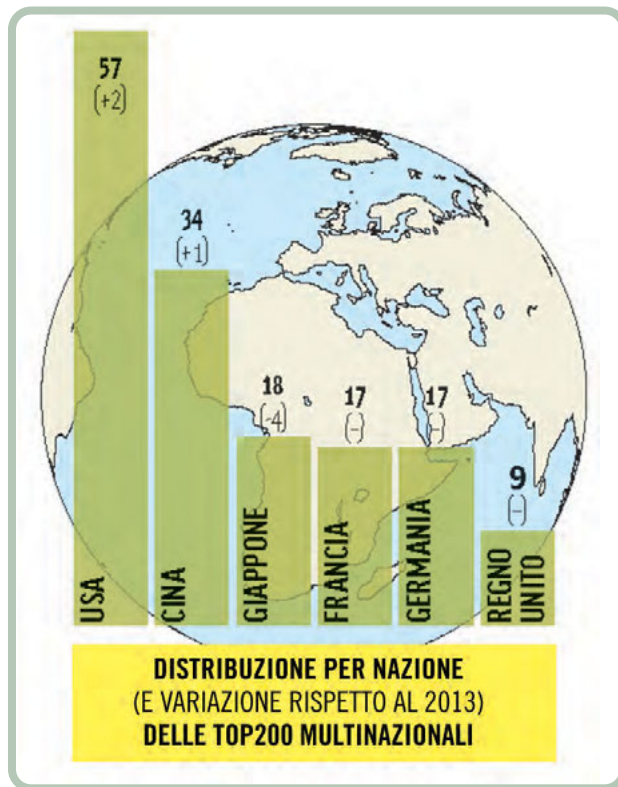 57
(+2)
34
(+1)
18
(-4)
17
(-)
17
(-)
9
(-)
USA
CINA
GIAPPONE
FRANCIA
GERMANIA
REGNO
UNITO
DISTRIBUZIONE PER NAZIONE
(E VARIAZIONE RISPETTO AL 2013)
DELLE TOP200 MULTINAZIONALI